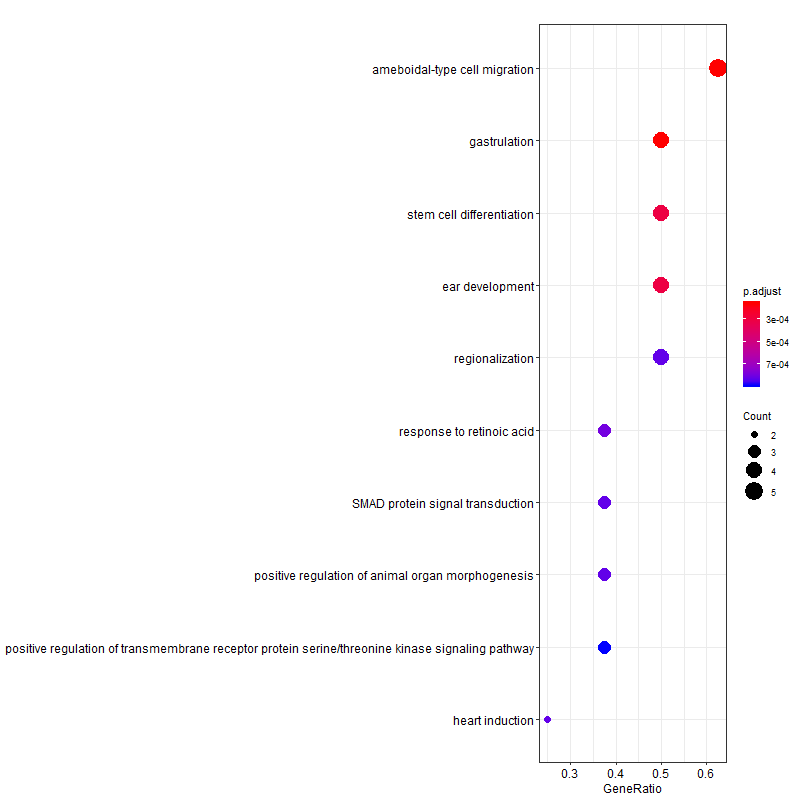 ameboidal-type cell migration
gastrulation
stem cell differentiation
ear development
regionalization
response to retinoic acid
SMAD protein signal transduction
positive regulation of animal organ morphogenesis
positive regulation of transmembrane receptor protein serine/threonine kinase signaling pathway
heart induction
0.3 0.4 0.5 0.6
GeneRatio
p.adjust
3e-04
5e-04
7e-04
Count
2
3
4
5